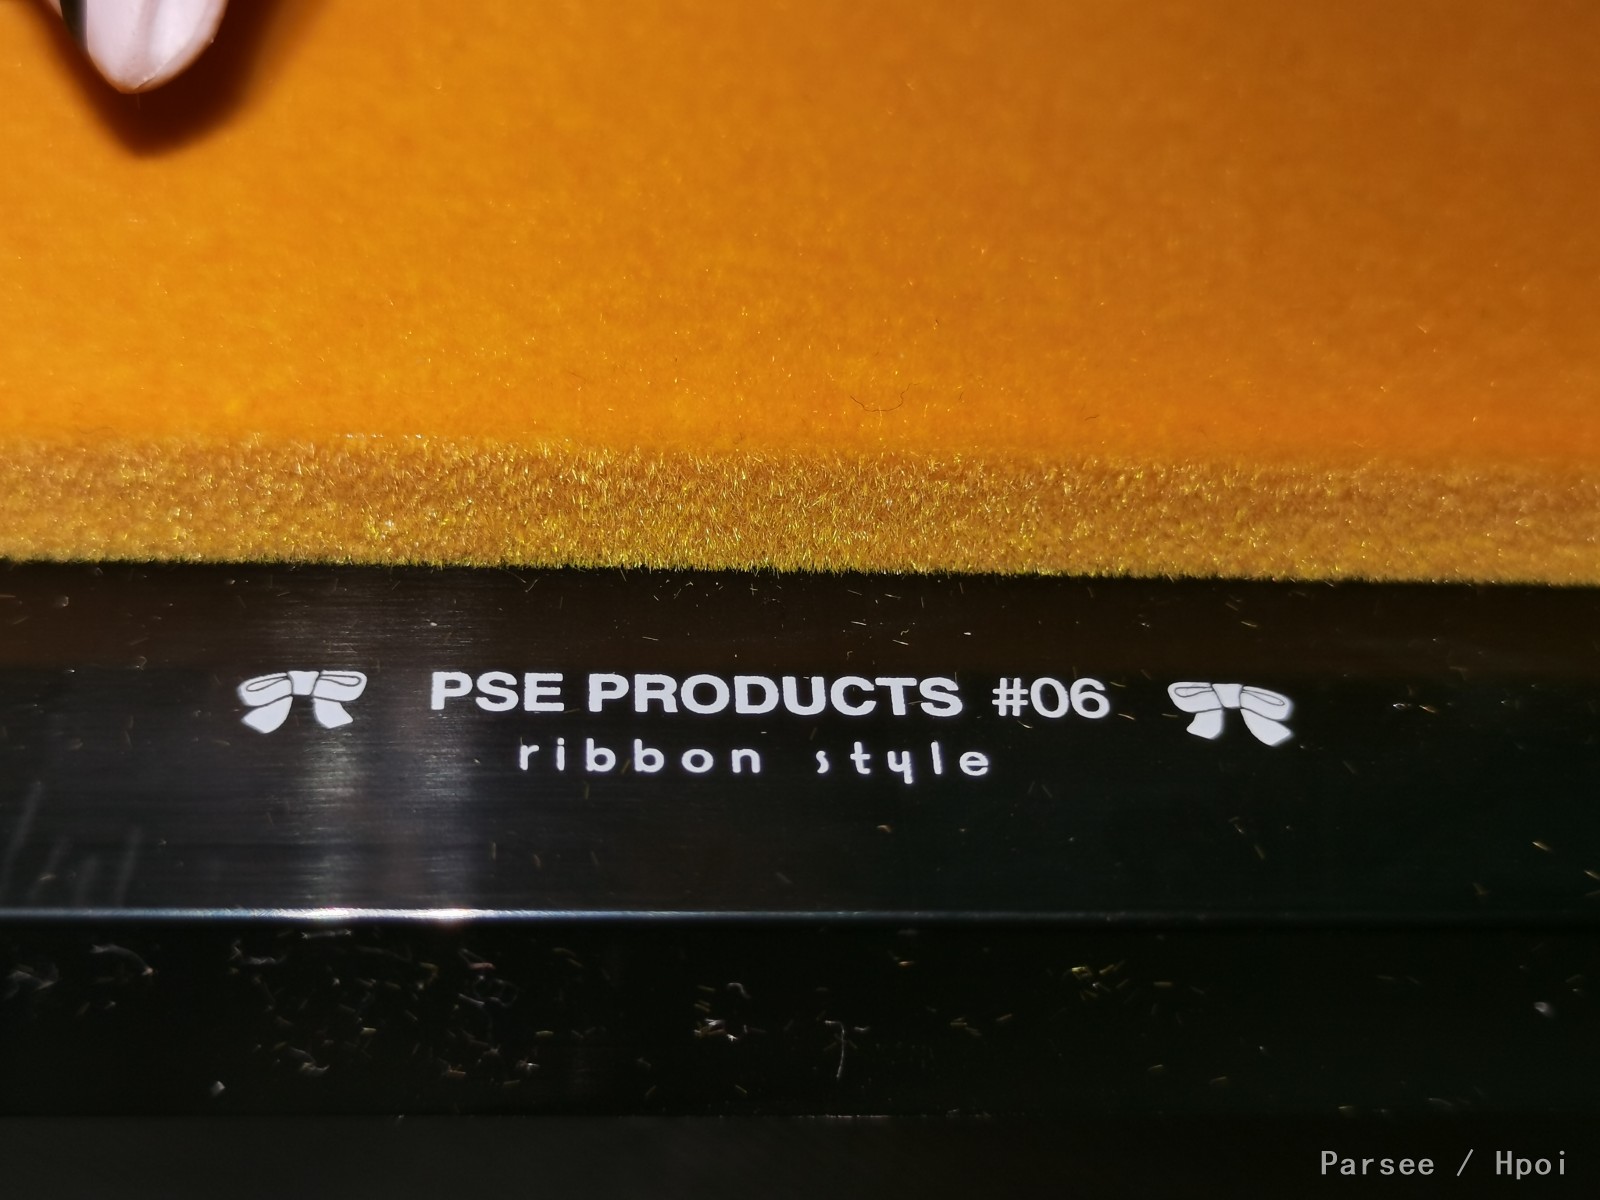 PSE PRODUCTS #06
ribbon style
Parsee / Hpoi